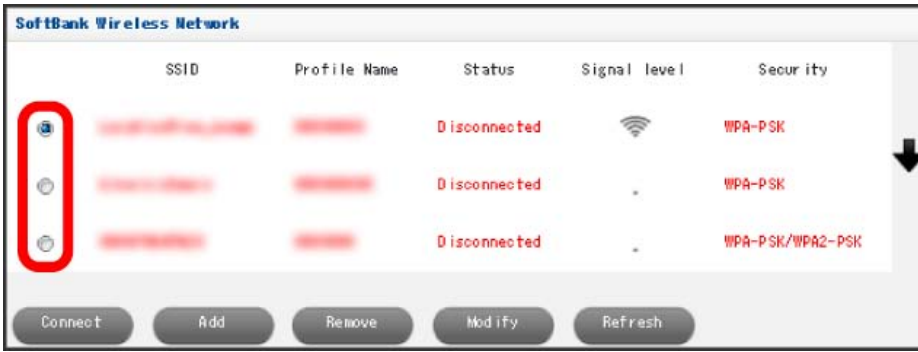 SoftBank Wireless Network
SSID Profile Name Status Signal level Security
Disconnected WPA-PSK
Disconnected WPA-PSK
Disconnected WPA-PSK/WPA2-PSK
Connect Add Remove Modify Refresh